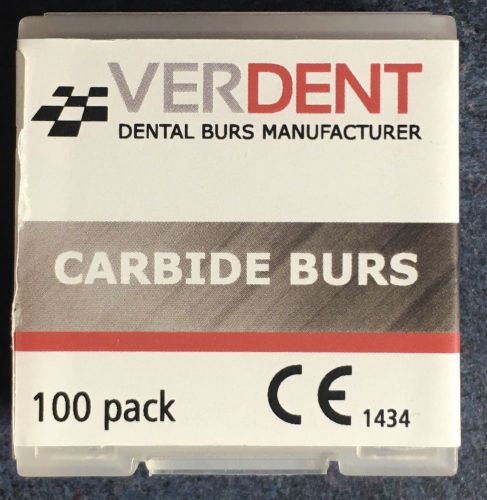 VERDENT
DENTAL BURS MANUFACTURER
CARBIDE BURS
100 pack CE 1434